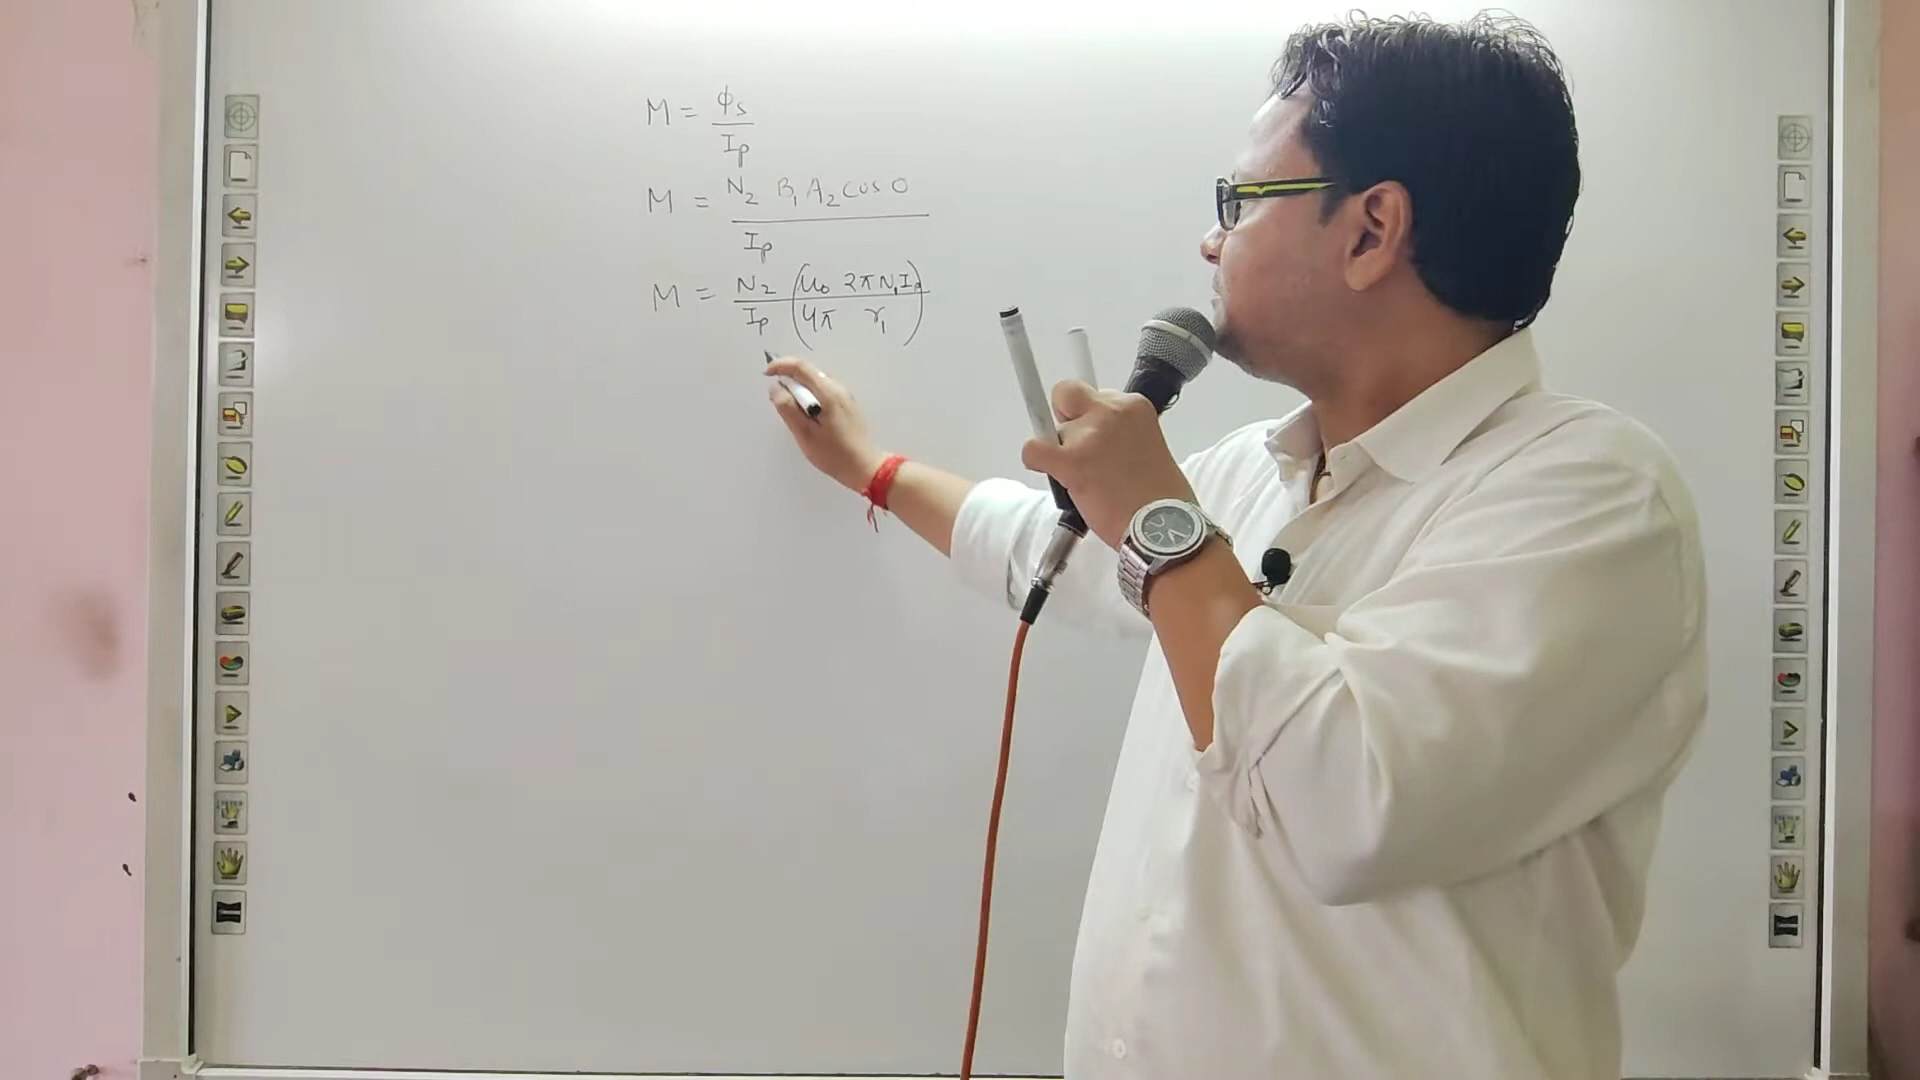 M = ϕs / Ip
M = N2 B1 A2 cos 0 / Ip
M = N2 / Ip (μ0 2π N1 Ip / 4π r1)